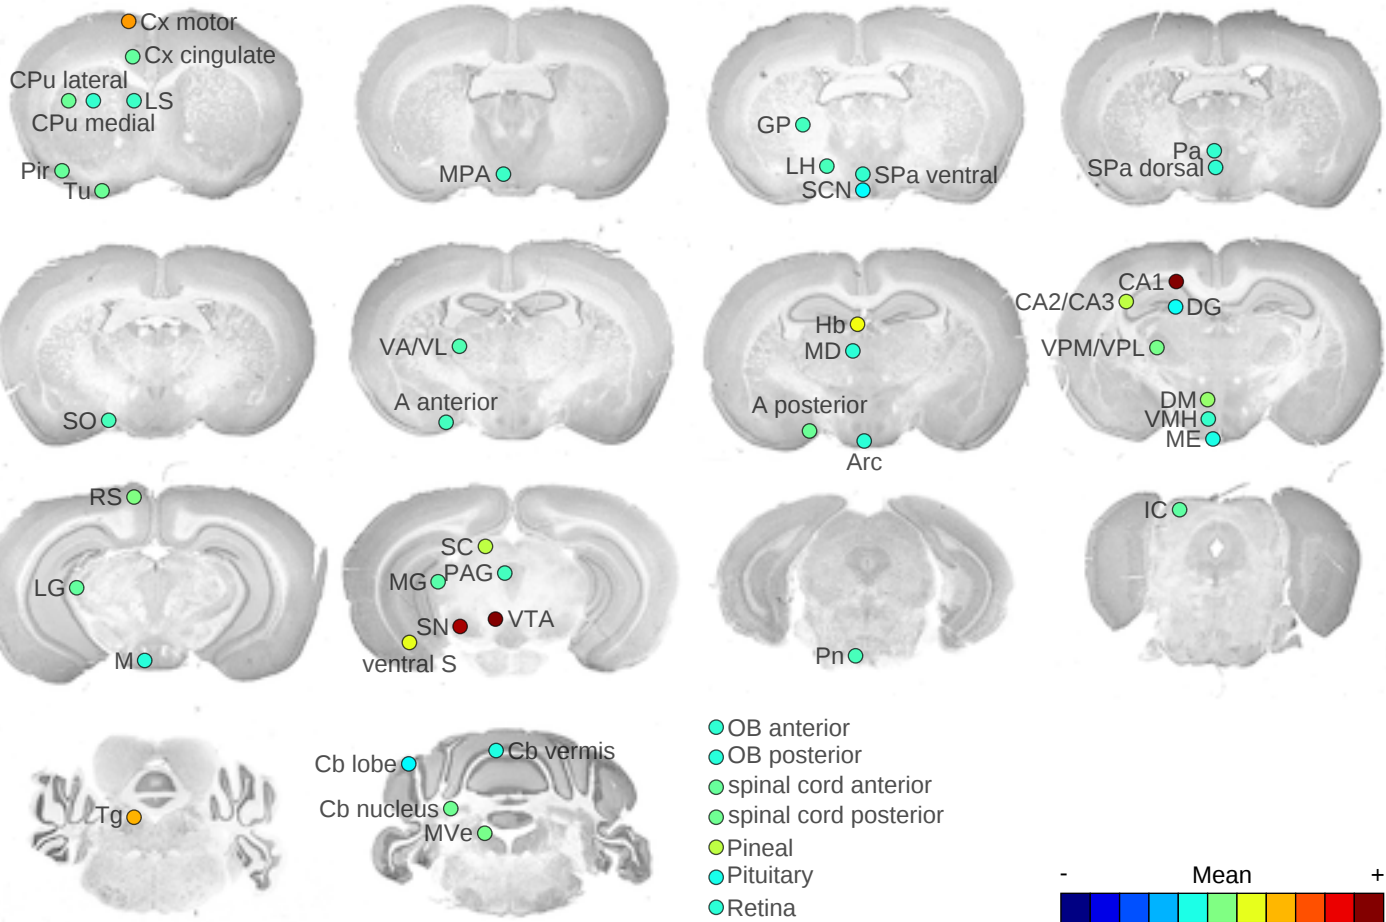 Cx motor
Cx cingulate
CPu lateral
LS
CPu medial
Pir
Tu
MPA
GP
LH
SPa ventral
SCN
Pa
SPa dorsal
SO
VA/VL
A anterior
Hb
MD
A posterior
Arc
CA1
CA2/CA3
DG
VPM/VPL
DM
VMH
ME
RS
LG
M
SC
PAG
MG
SN
VTA
ventral S
Pn
IC
Tg
Cb vermis
Cb lobe
Cb nucleus
MVe
OB anterior
OB posterior
spinal cord anterior
spinal cord posterior
Pineal
Pituitary
Retina
- Mean +